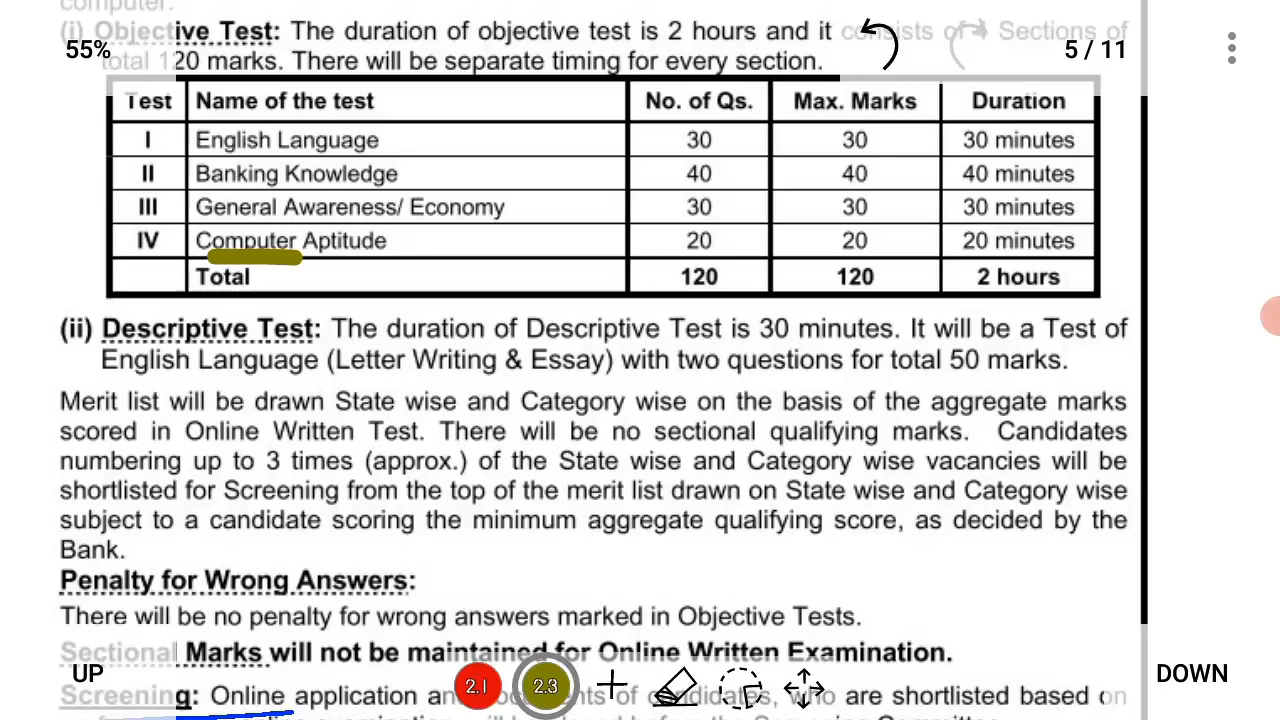 computer.
(i) Objective Test: The duration of objective test is 2 hours and it consists of 4 Sections of
55%
5 / 11
total 120 marks. There will be separate timing for every section.
Test Name of the test No. of Qs. Max. Marks Duration
I English Language 30 30 30 minutes
II Banking Knowledge 40 40 40 minutes
III General Awareness/ Economy 30 30 30 minutes
IV Computer Aptitude 20 20 20 minutes
Total 120 120 2 hours
(ii) Descriptive Test: The duration of Descriptive Test is 30 minutes. It will be a Test of
English Language (Letter Writing & Essay) with two questions for total 50 marks.
Merit list will be drawn State wise and Category wise on the basis of the aggregate marks
scored in Online Written Test. There will be no sectional qualifying marks. Candidates
numbering up to 3 times (approx.) of the State wise and Category wise vacancies will be
shortlisted for Screening from the top of the merit list drawn on State wise and Category wise
subject to a candidate scoring the minimum aggregate qualifying score, as decided by the
Bank.
Penalty for Wrong Answers:
There will be no penalty for wrong answers marked in Objective Tests.
Sectional Marks will not be maintained for Online Written Examination.
UP
2.1
2.3
DOWN
Screening: Online application and documents of candidates, who are shortlisted based on